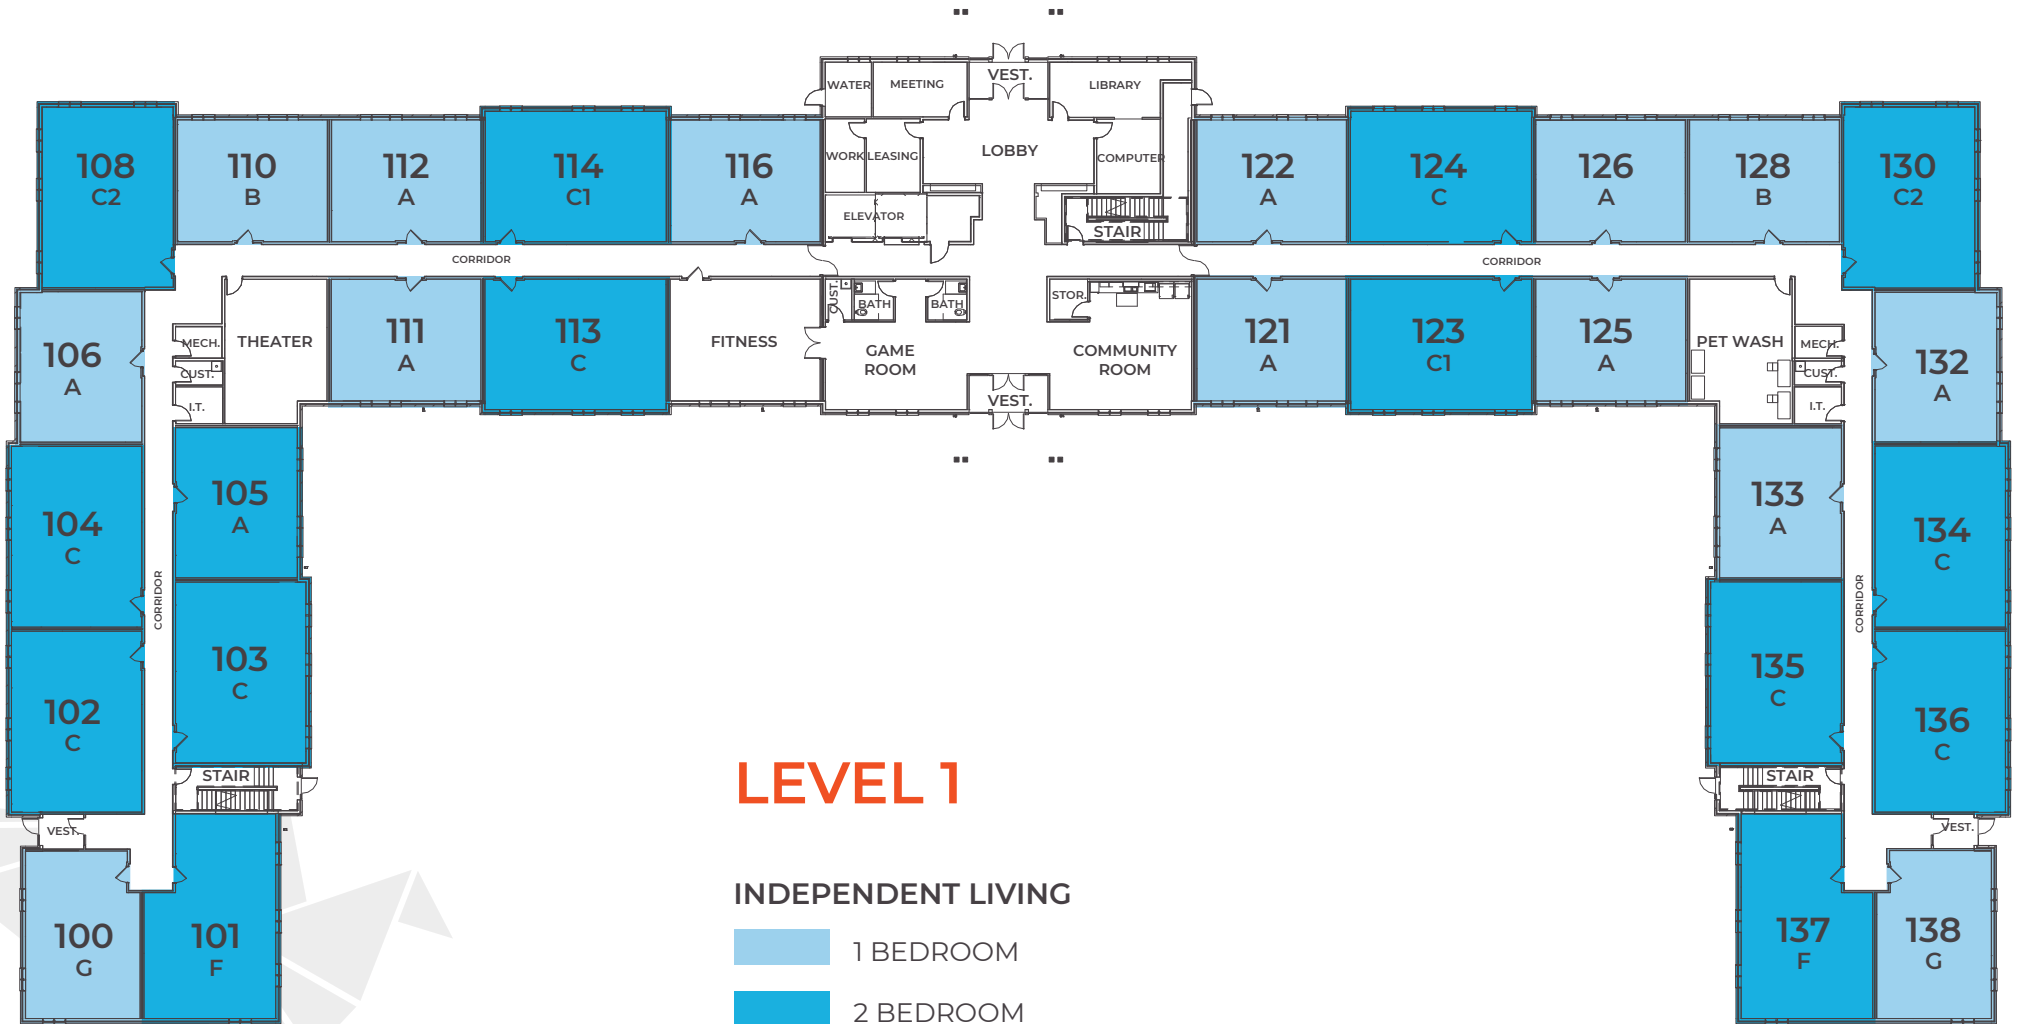 VEST.
WATER
MEETING
LIBRARY
108
C2
110
B
112
A
114
C1
116
A
WORK
LEASING
LOBBY
COMPUTER
122
A
124
C
126
A
128
B
130
C2
ELEVATOR
STAIR
CORRIDOR
CORRIDOR
106
A
MECH.
CUST.
I.T.
THEATER
111
A
113
C
FITNESS
CUST.
BATH
BATH
GAME
ROOM
VEST.
STOR.
COMMUNITY
ROOM
121
A
123
C1
125
A
PET WASH
MECH.
CUST.
I.T.
132
A
104
C
105
A
133
A
134
C
CORRIDOR
CORRIDOR
102
C
103
C
135
C
136
C
STAIR
STAIR
VEST.
VEST.
100
G
101
F
137
F
138
G
LEVEL 1
INDEPENDENT LIVING
1 BEDROOM
2 BEDROOM